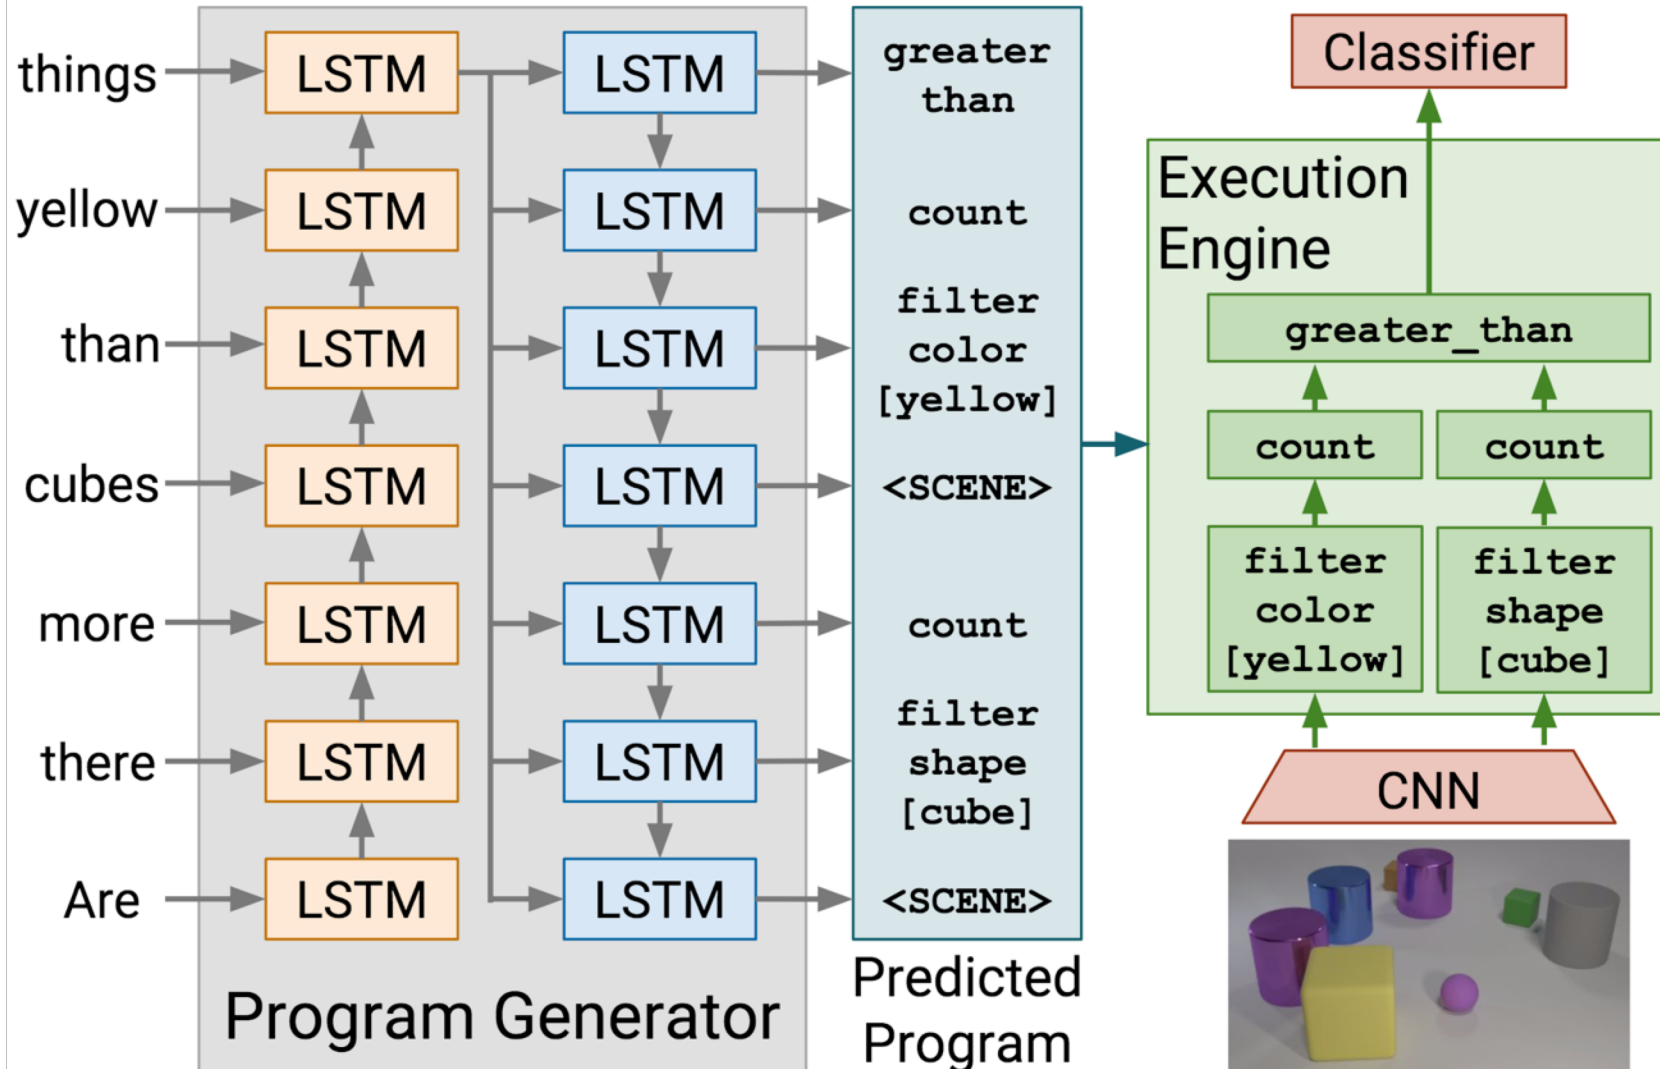 things
yellow
than
cubes
more
there
Are
LSTM
LSTM
LSTM
LSTM
LSTM
LSTM
LSTM
LSTM
LSTM
LSTM
LSTM
LSTM
LSTM
LSTM
Program Generator
greater
than
count
filter
color
[yellow]
<SCENE>
count
filter
shape
[cube]
<SCENE>
Predicted
Program
Classifier
Execution
Engine
greater_than
count
count
filter
color
[yellow]
filter
shape
[cube]
CNN